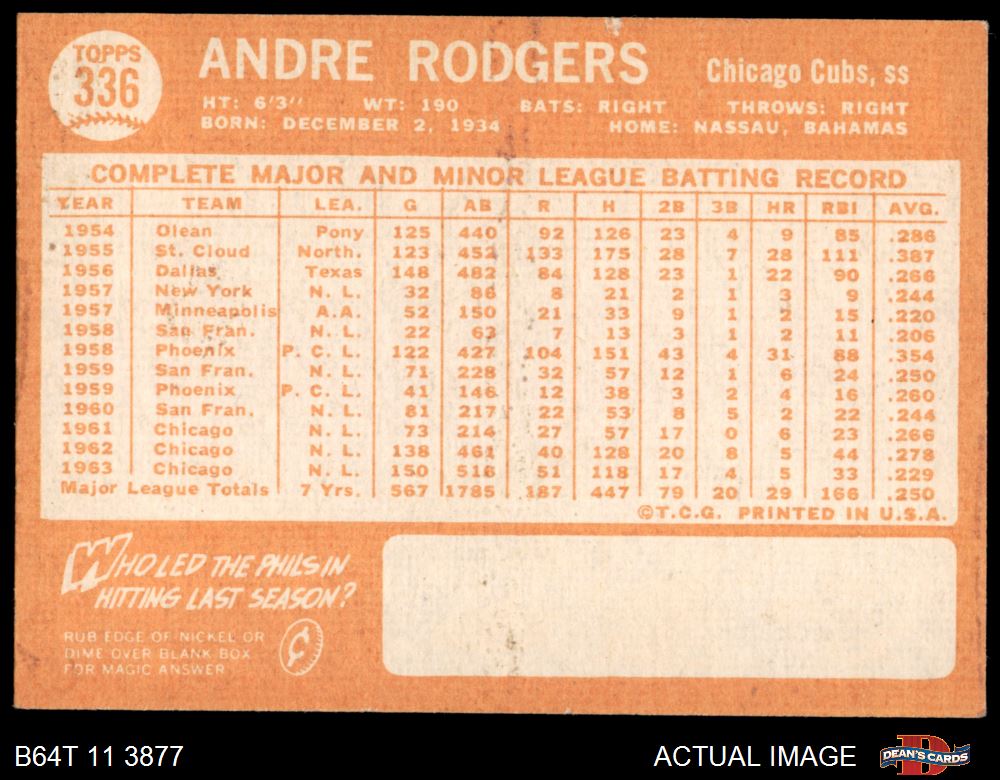 TOPPS
336
ANDRE RODGERS
Chicago Cubs, ss
HT: 6'3" WT: 190 BATS: RIGHT THROWS: RIGHT
BORN: DECEMBER 2, 1934 HOME: NASSAU, BAHAMAS
COMPLETE MAJOR AND MINOR LEAGUE BATTING RECORD
YEAR TEAM LEA. G AB R H 2B 3B HR RBI AVG.
1954 Olean Pony 125 440 92 126 23 4 9 85 .286
1955 St. Cloud North. 123 452 133 175 28 7 28 111 .387
1956 Dallas Texas 148 482 84 128 23 1 22 90 .266
1957 New York N. L. 32 86 8 21 2 1 3 9 .244
1957 Minneapolis A.A. 52 150 21 33 9 1 2 15 .220
1958 San Fran. N. L. 22 63 7 13 3 1 2 11 .206
1958 Phoenix P. C. L. 122 427 104 151 43 4 31 88 .354
1959 San Fran. N. L. 71 228 32 57 12 1 6 24 .250
1959 Phoenix P. C. L. 41 146 12 38 3 2 4 16 .260
1960 San Fran. N. L. 81 217 22 53 8 5 2 22 .244
1961 Chicago N. L. 73 214 27 57 17 0 6 23 .266
1962 Chicago N. L. 138 461 40 128 20 8 5 44 .278
1963 Chicago N. L. 150 516 51 118 17 4 5 33 .229
Major League Totals 7 Yrs. 567 1785 187 447 79 20 29 166 .250
©T.C.G. PRINTED IN U.S.A.
WHO LED THE PHILS IN
HITTING LAST SEASON?
RUB EDGE OF NICKEL OR
DIME OVER BLANK BOX
FOR MAGIC ANSWER
¢
B64T 11 3877
ACTUAL IMAGE
DEAN'S CARDS